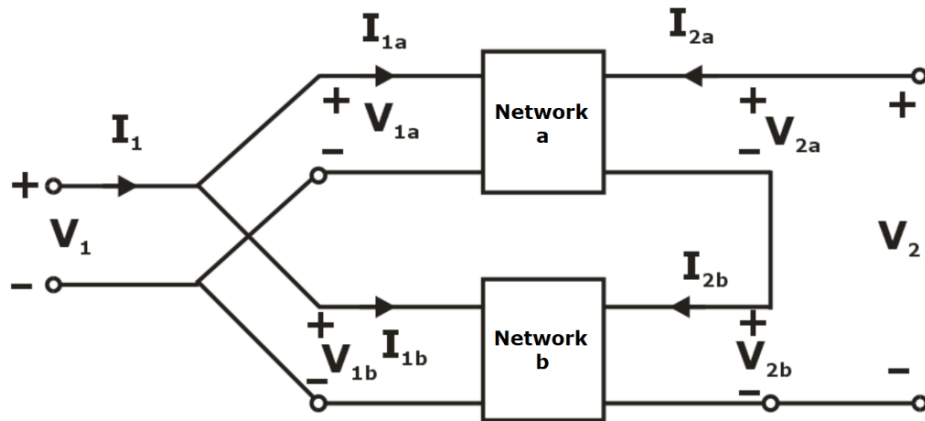 I1a
I2a
+
V1a
-
Network
a
+
V2a
-
+
I1
+
V1
-
V2
I2b
+
V1b
-
I1b
Network
b
+
V2b
-
-